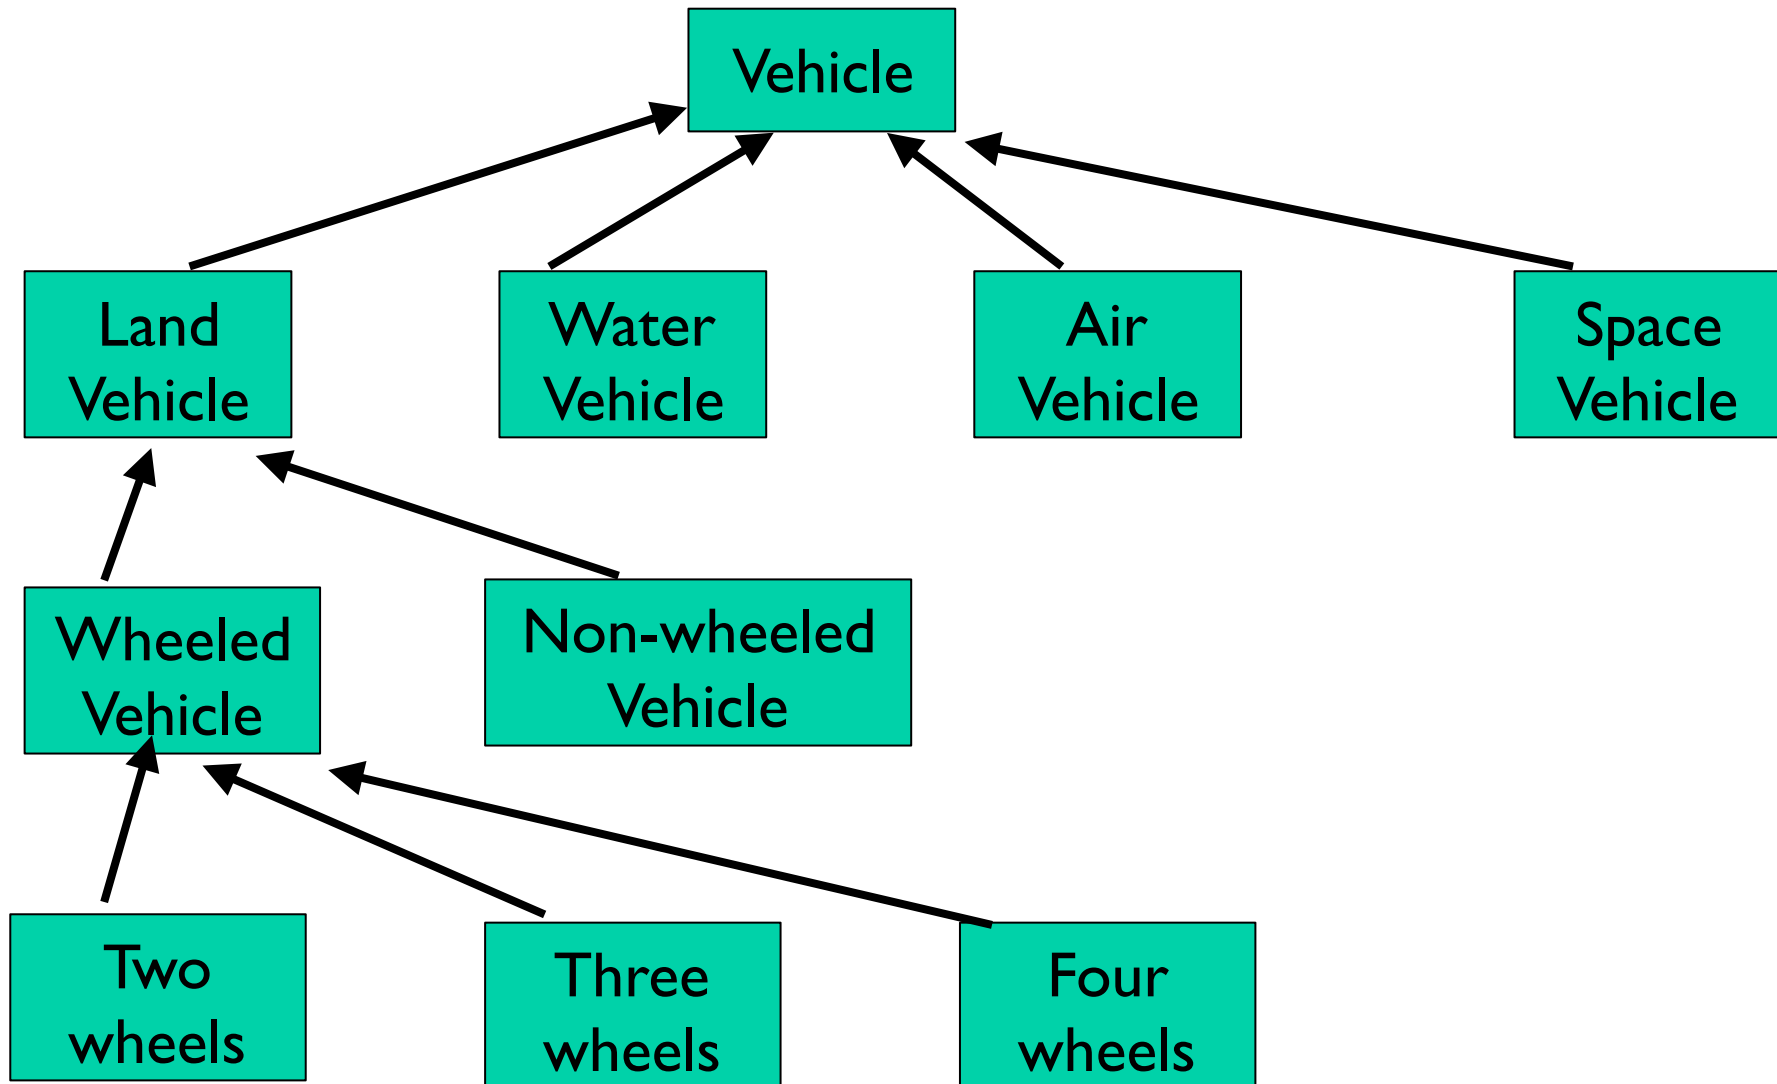 Vehicle
Land
Vehicle
Water
Vehicle
Air
Vehicle
Space
Vehicle
Wheeled
Vehicle
Non-wheeled
Vehicle
Two
wheels
Three
wheels
Four
wheels